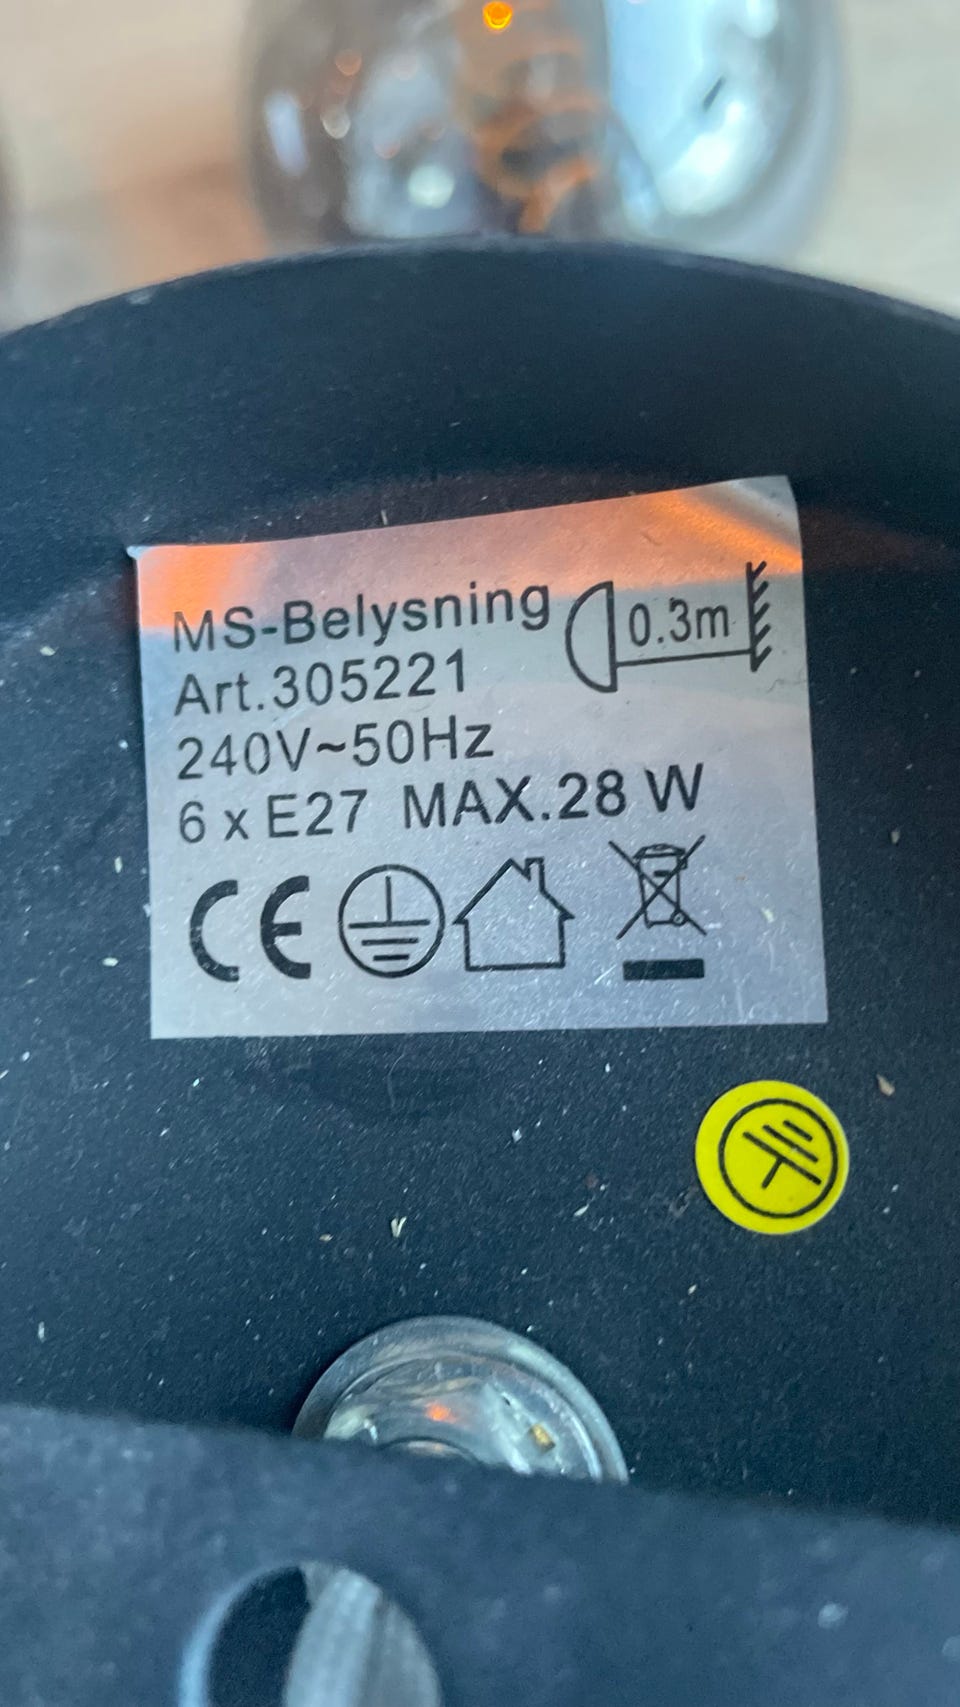 MS-Belysning
0.3m
Art.305221
240V~50Hz
6 x E27 MAX.28 W
CE